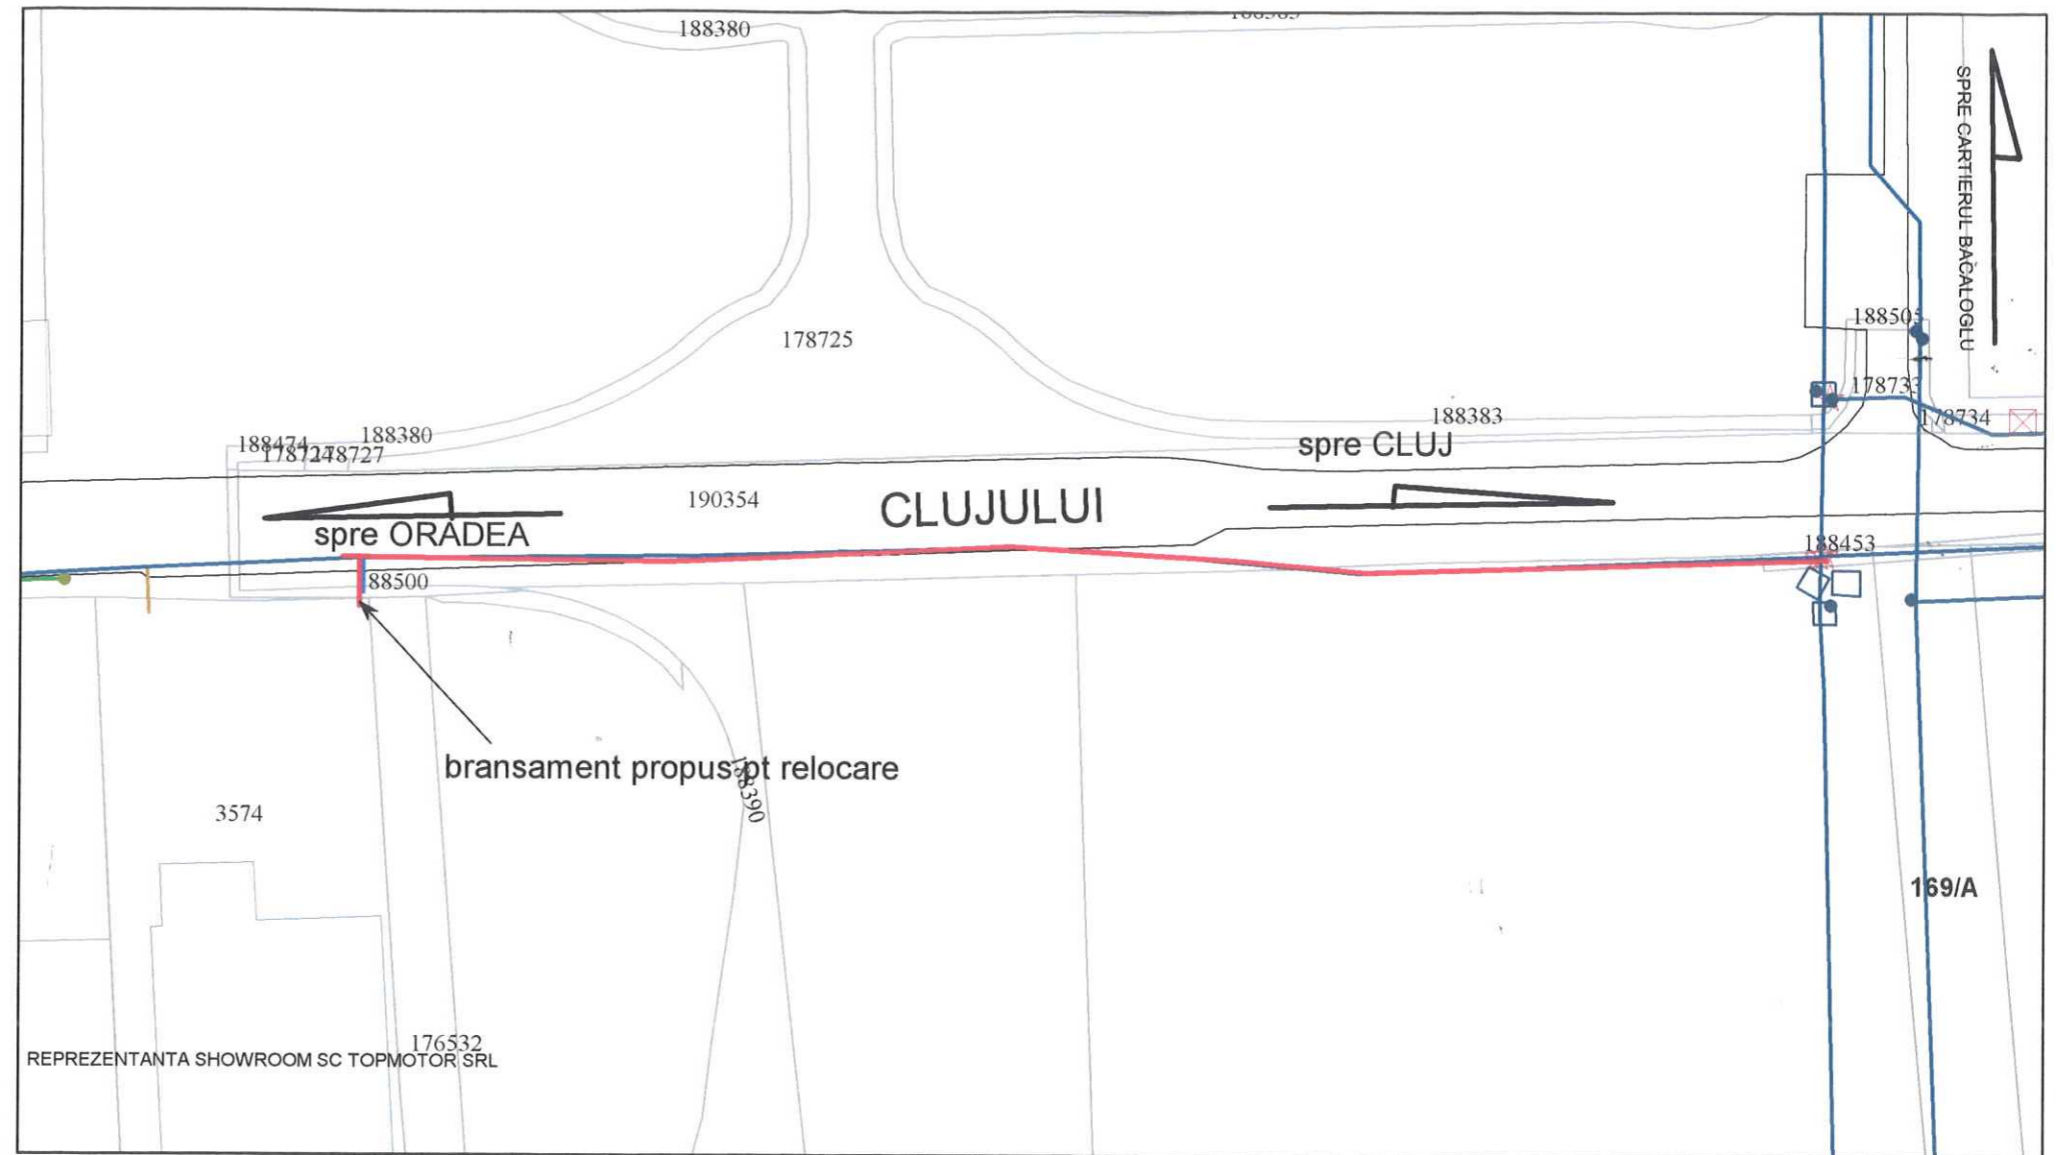 188380
SPRE CARTIERUL BACALOGLU
188505
178725
178733
188383
178734
188380
188474
178727
spre CLUJ
190354
CLUJULUI
spre ORADEA
188453
88500
bransament propus pt relocare
188390
3574
169/A
176532
REPREZENTANTA SHOWROOM SC TOPMOTOR SRL